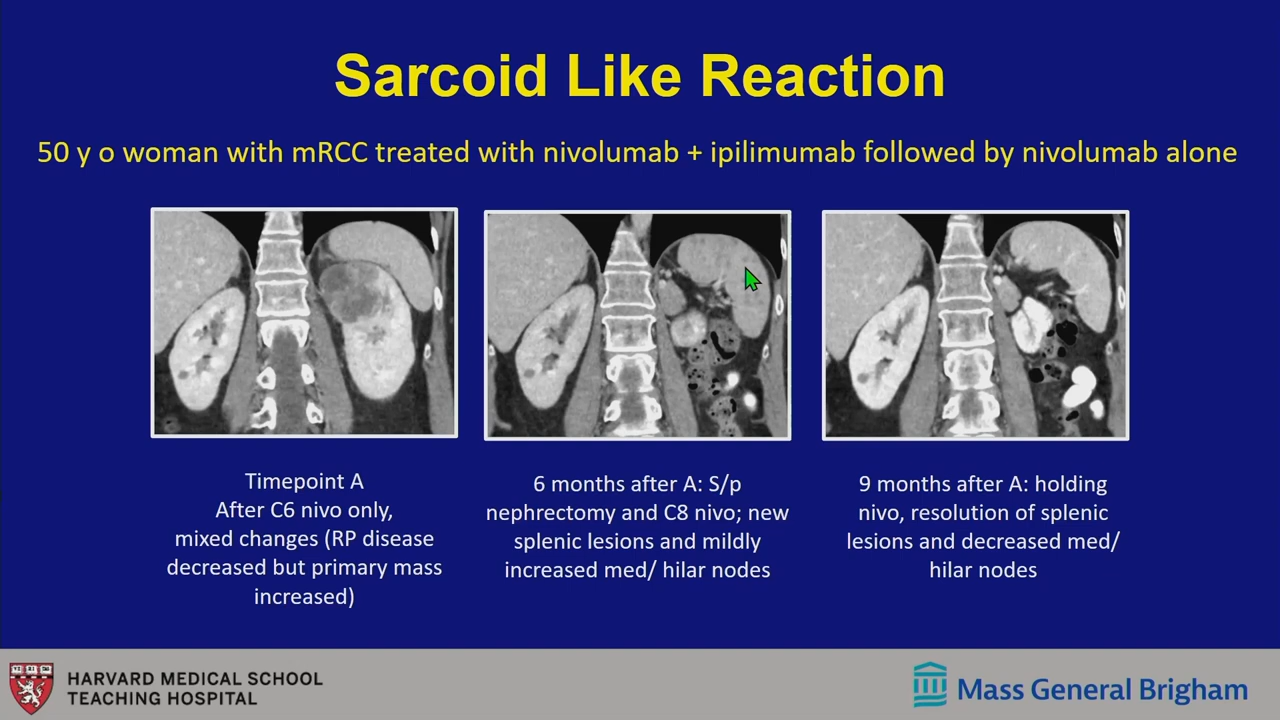 Sarcoid Like Reaction
50 y o woman with mRCC treated with nivolumab + ipilimumab followed by nivolumab alone
Timepoint A
After C6 nivo only,
mixed changes (RP disease
decreased but primary mass
increased)
6 months after A: S/p
nephrectomy and C8 nivo; new
splenic lesions and mildly
increased med/ hilar nodes
9 months after A: holding
nivo, resolution of splenic
lesions and decreased med/
hilar nodes
HARVARD MEDICAL SCHOOL
TEACHING HOSPITAL
Mass General Brigham